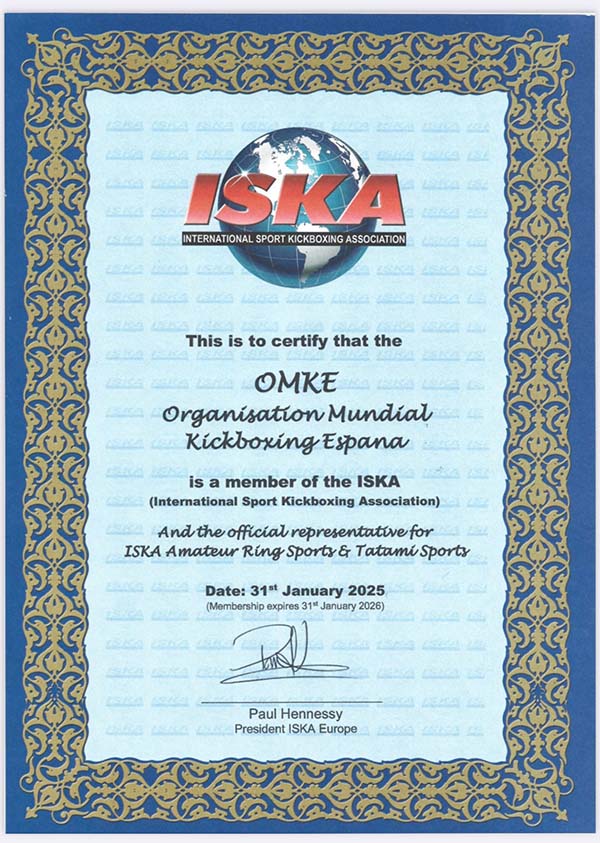 ISKA
INTERNATIONAL SPORT KICKBOXING ASSOCIATION
This is to certify that the
OMKE
Organisation Mundial
Kickboxing Espana
is a member of the ISKA
(International Sport Kickboxing Association)
And the official representative for
ISKA Amateur Ring Sports & Tatami Sports
Date: 31st January 2025
(Membership expires 31st January 2026)
Paul Hennessy
President ISKA Europe